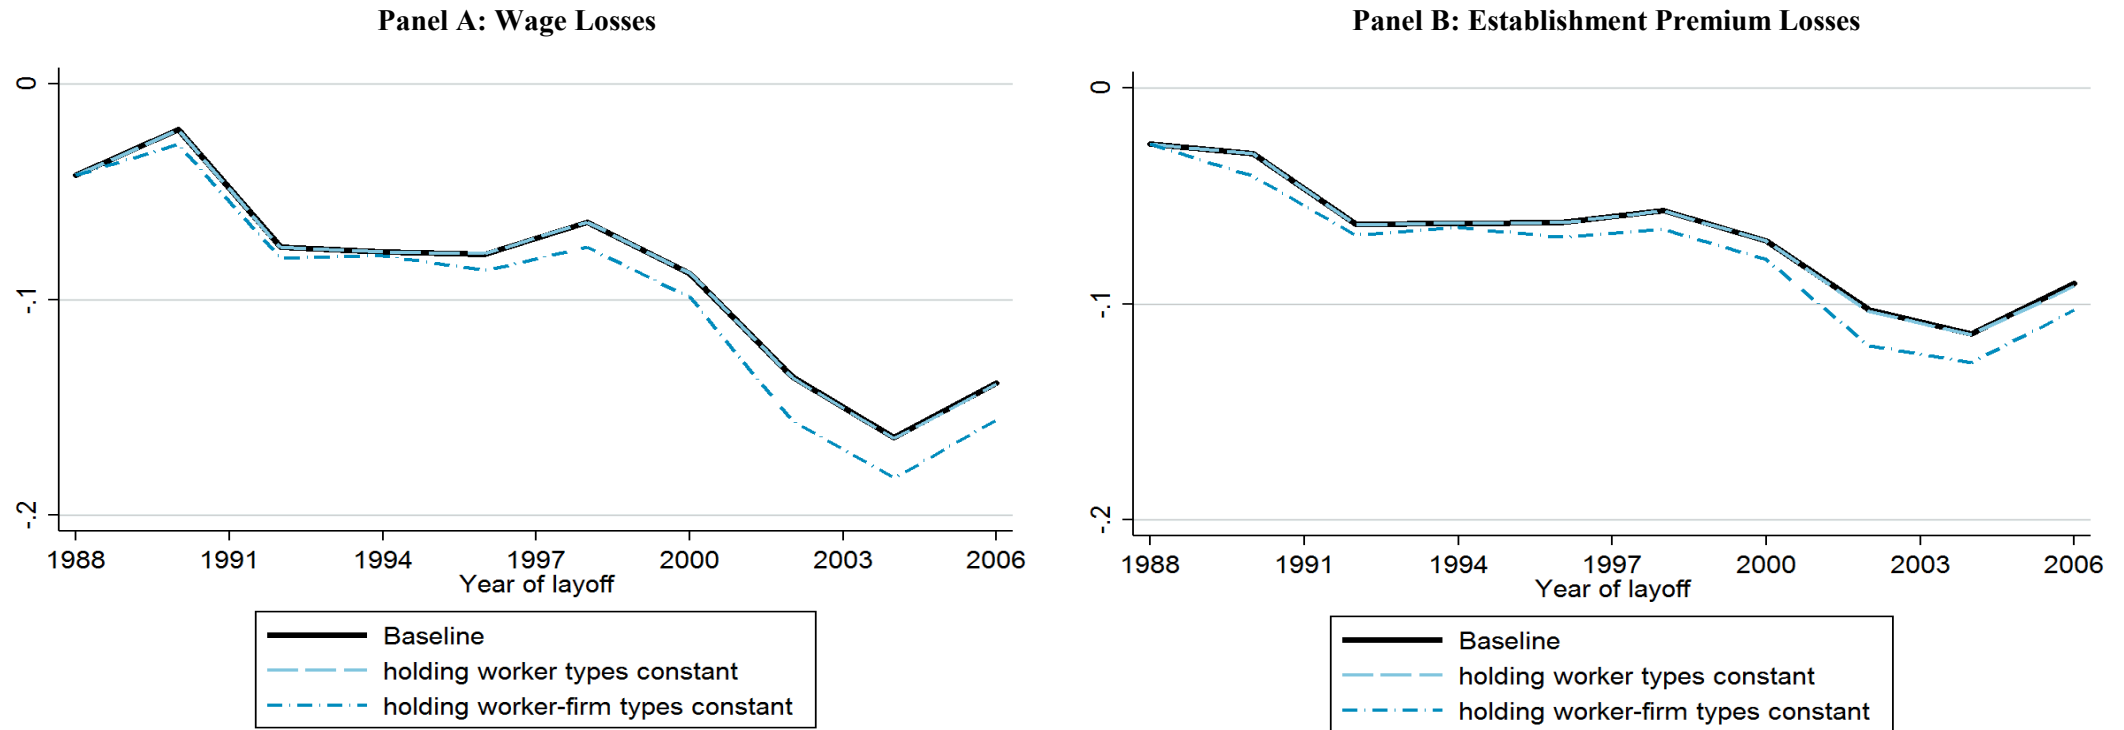 Panel A: Wage Losses
0
-.1
-.2
1988 1991 1994 1997 2000 2003 2006
Year of layoff
Baseline
holding worker types constant
holding worker-firm types constant
Panel B: Establishment Premium Losses
0
-.1
-.2
1988 1991 1994 1997 2000 2003 2006
Year of layoff
Baseline
holding worker types constant
holding worker-firm types constant